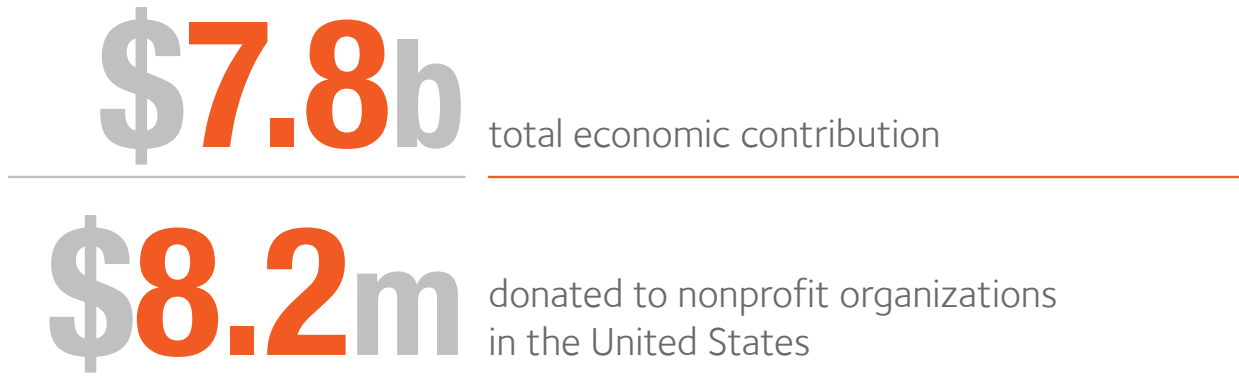 $7.8b total economic contribution
$8.2m donated to nonprofit organizations
in the United States